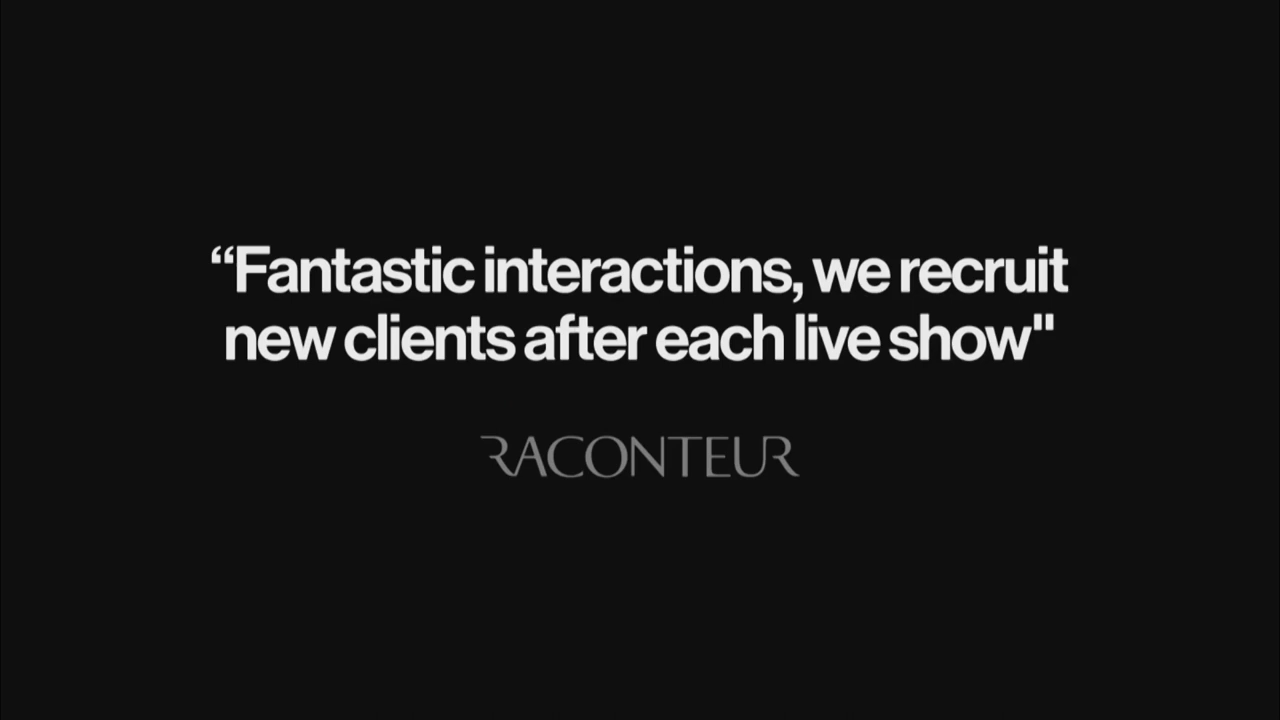 “Fantastic interactions, we recruit
new clients after each live show"
RACONTEUR